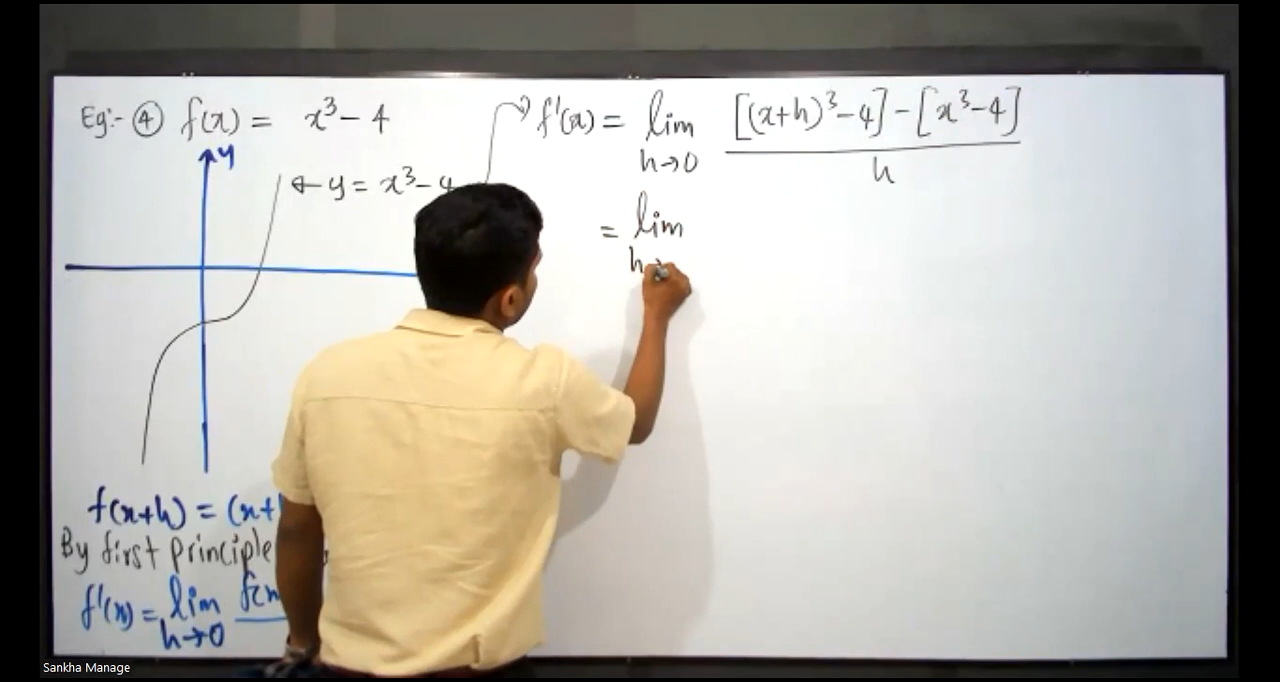 Eg:- ④ f(x) = x³ - 4
y
← y = x³ - 4
f(x+h) = (x+
By first principle
f'(x) = lim
h→0
f'(x) = lim [(x+h)³ - 4] - [x³ - 4]
h→0 h
= lim
h→
Sankha Manage